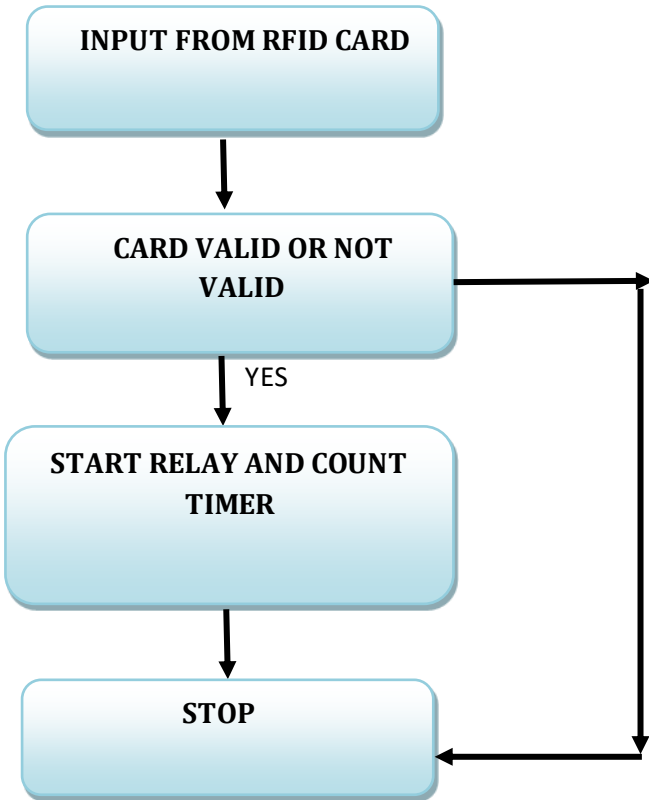 INPUT FROM RFID CARD
CARD VALID OR NOT
VALID
YES
START RELAY AND COUNT
TIMER
STOP